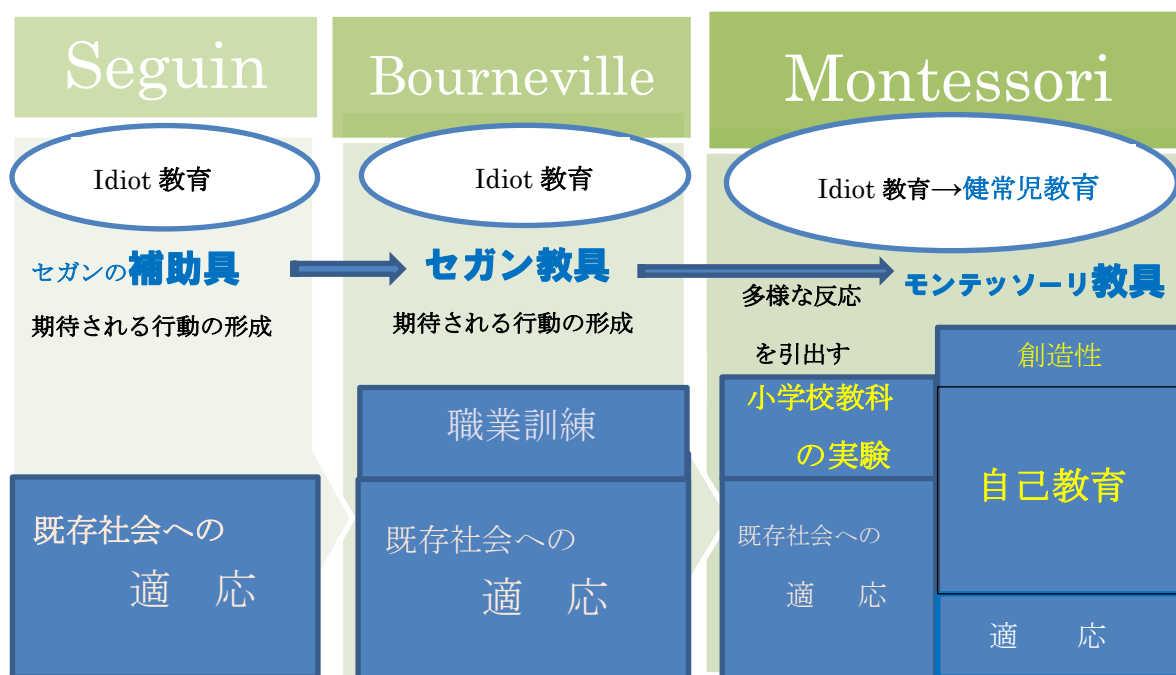 Seguin
Idiot 教育
セガンの補助具
期待される行動の形成
既存社会への
適 応
Bourneville
Idiot 教育
セガン教具
期待される行動の形成
職業訓練
既存社会への
適 応
Montessori
Idiot 教育→健常児教育
モンテッソーリ教具
多様な反応
を引出す
小学校教科
の実験
既存社会への
適 応
創造性
自己教育
適 応